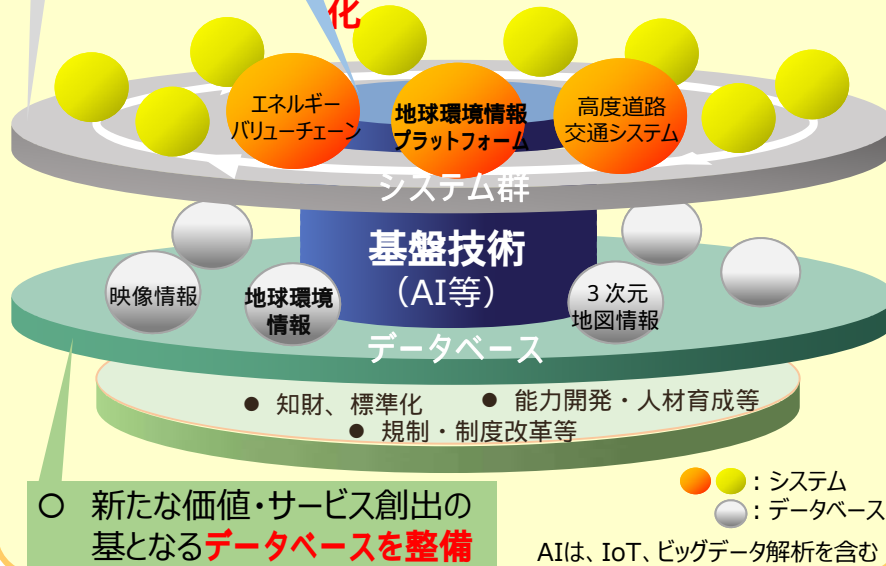 化
エネルギー
バリューチェーン
地球環境情報
プラットフォーム
高度道路
交通システム
システム群
基盤技術
（AI等）
映像情報
地球環境
情報
３次元
地図情報
データベース
● 知財、標準化
● 能力開発・人材育成等
● 規制・制度改革等
：システム
：データベース
○ 新たな価値・サービス創出の
基となるデータベースを整備
AIは、IoT、ビッグデータ解析を含む